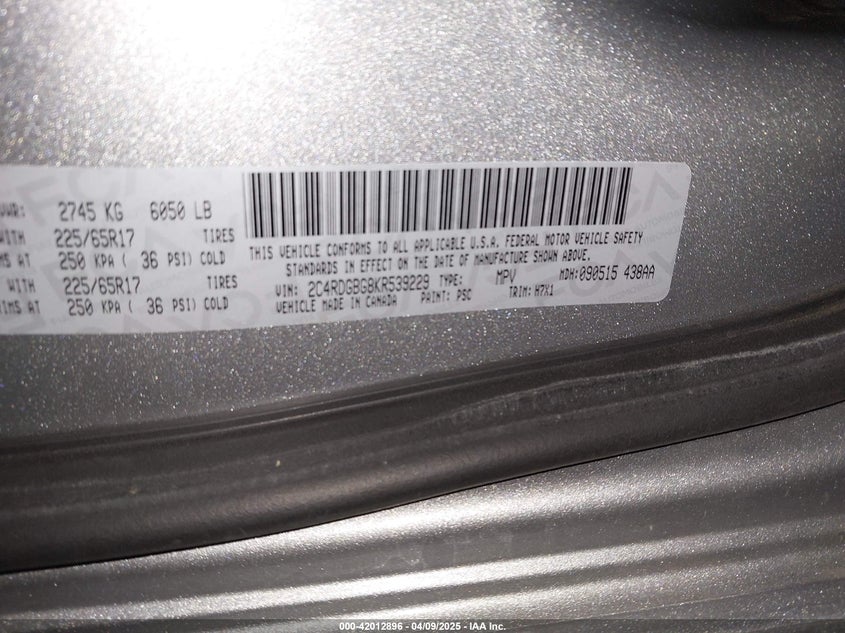 VWR: 2745 KG 6050 LB
WITH 225/65R17 TIRES
MS AT 250 KPA ( 36 PSI) COLD
WITH 225/65R17 TIRES
IMS AT 250 KPA ( 36 PSI) COLD
THIS VEHICLE CONFORMS TO ALL APPLICABLE U.S.A. FEDERAL MOTOR VEHICLE SAFETY
STANDARDS IN EFFECT ON THE DATE OF MANUFACTURE SHOWN ABOVE.
VIN: 2C4RDGBG8KR539229 TYPE: MPV MDH:090515 438AA
VEHICLE MADE IN CANADA PAINT: PSC TRIM: H7X1
000-42012896 - 04/09/2025 - IAA Inc.